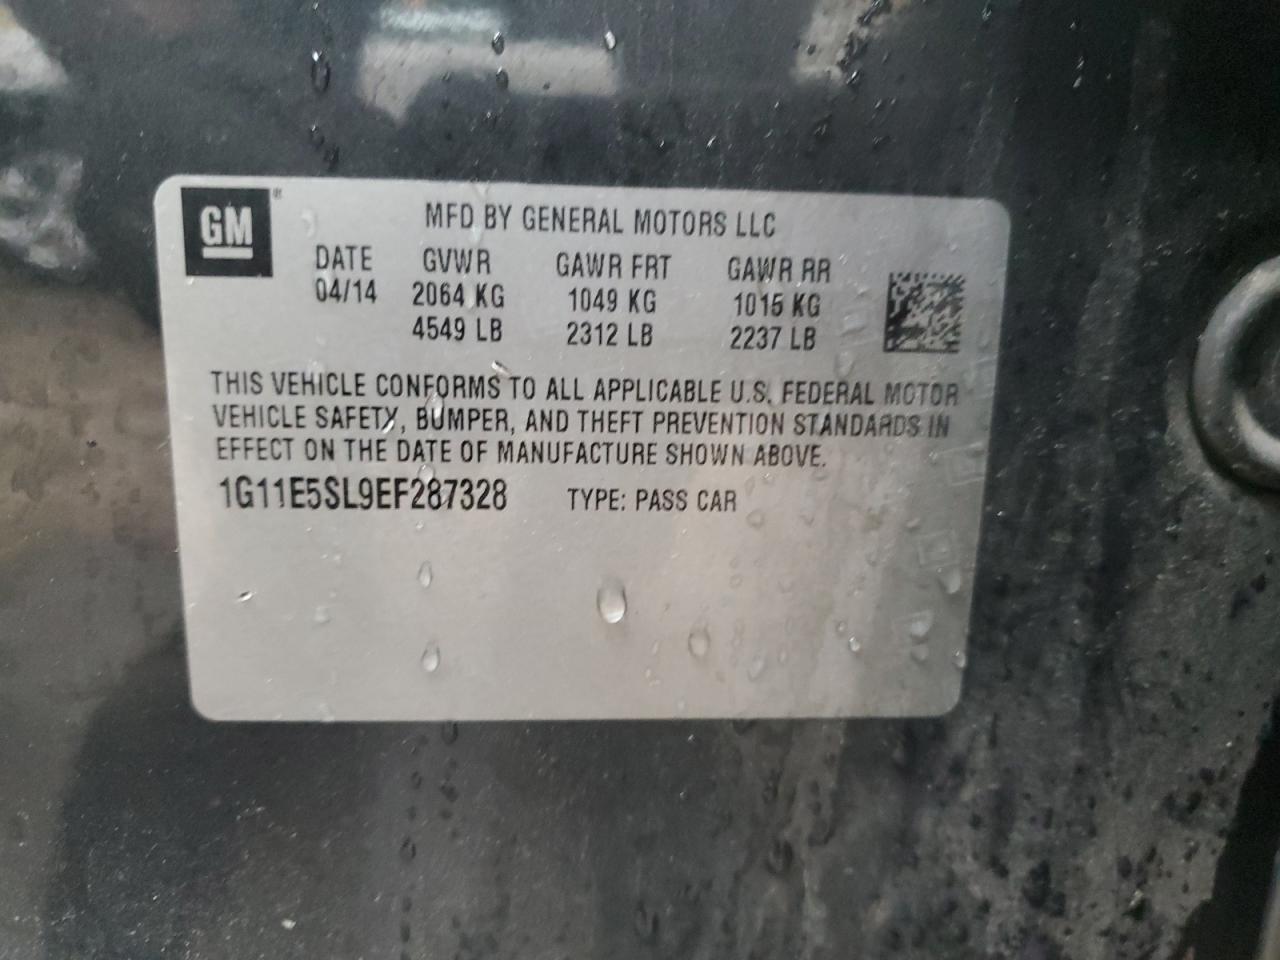 GM ®
MFD BY GENERAL MOTORS LLC
DATE GVWR GAWR FRT GAWR RR
04/14 2064 KG 1049 KG 1015 KG
4549 LB 2312 LB 2237 LB
THIS VEHICLE CONFORMS TO ALL APPLICABLE U.S. FEDERAL MOTOR
VEHICLE SAFETY, BUMPER, AND THEFT PREVENTION STANDARDS IN
EFFECT ON THE DATE OF MANUFACTURE SHOWN ABOVE.
1G11E5SL9EF287328 TYPE: PASS CAR